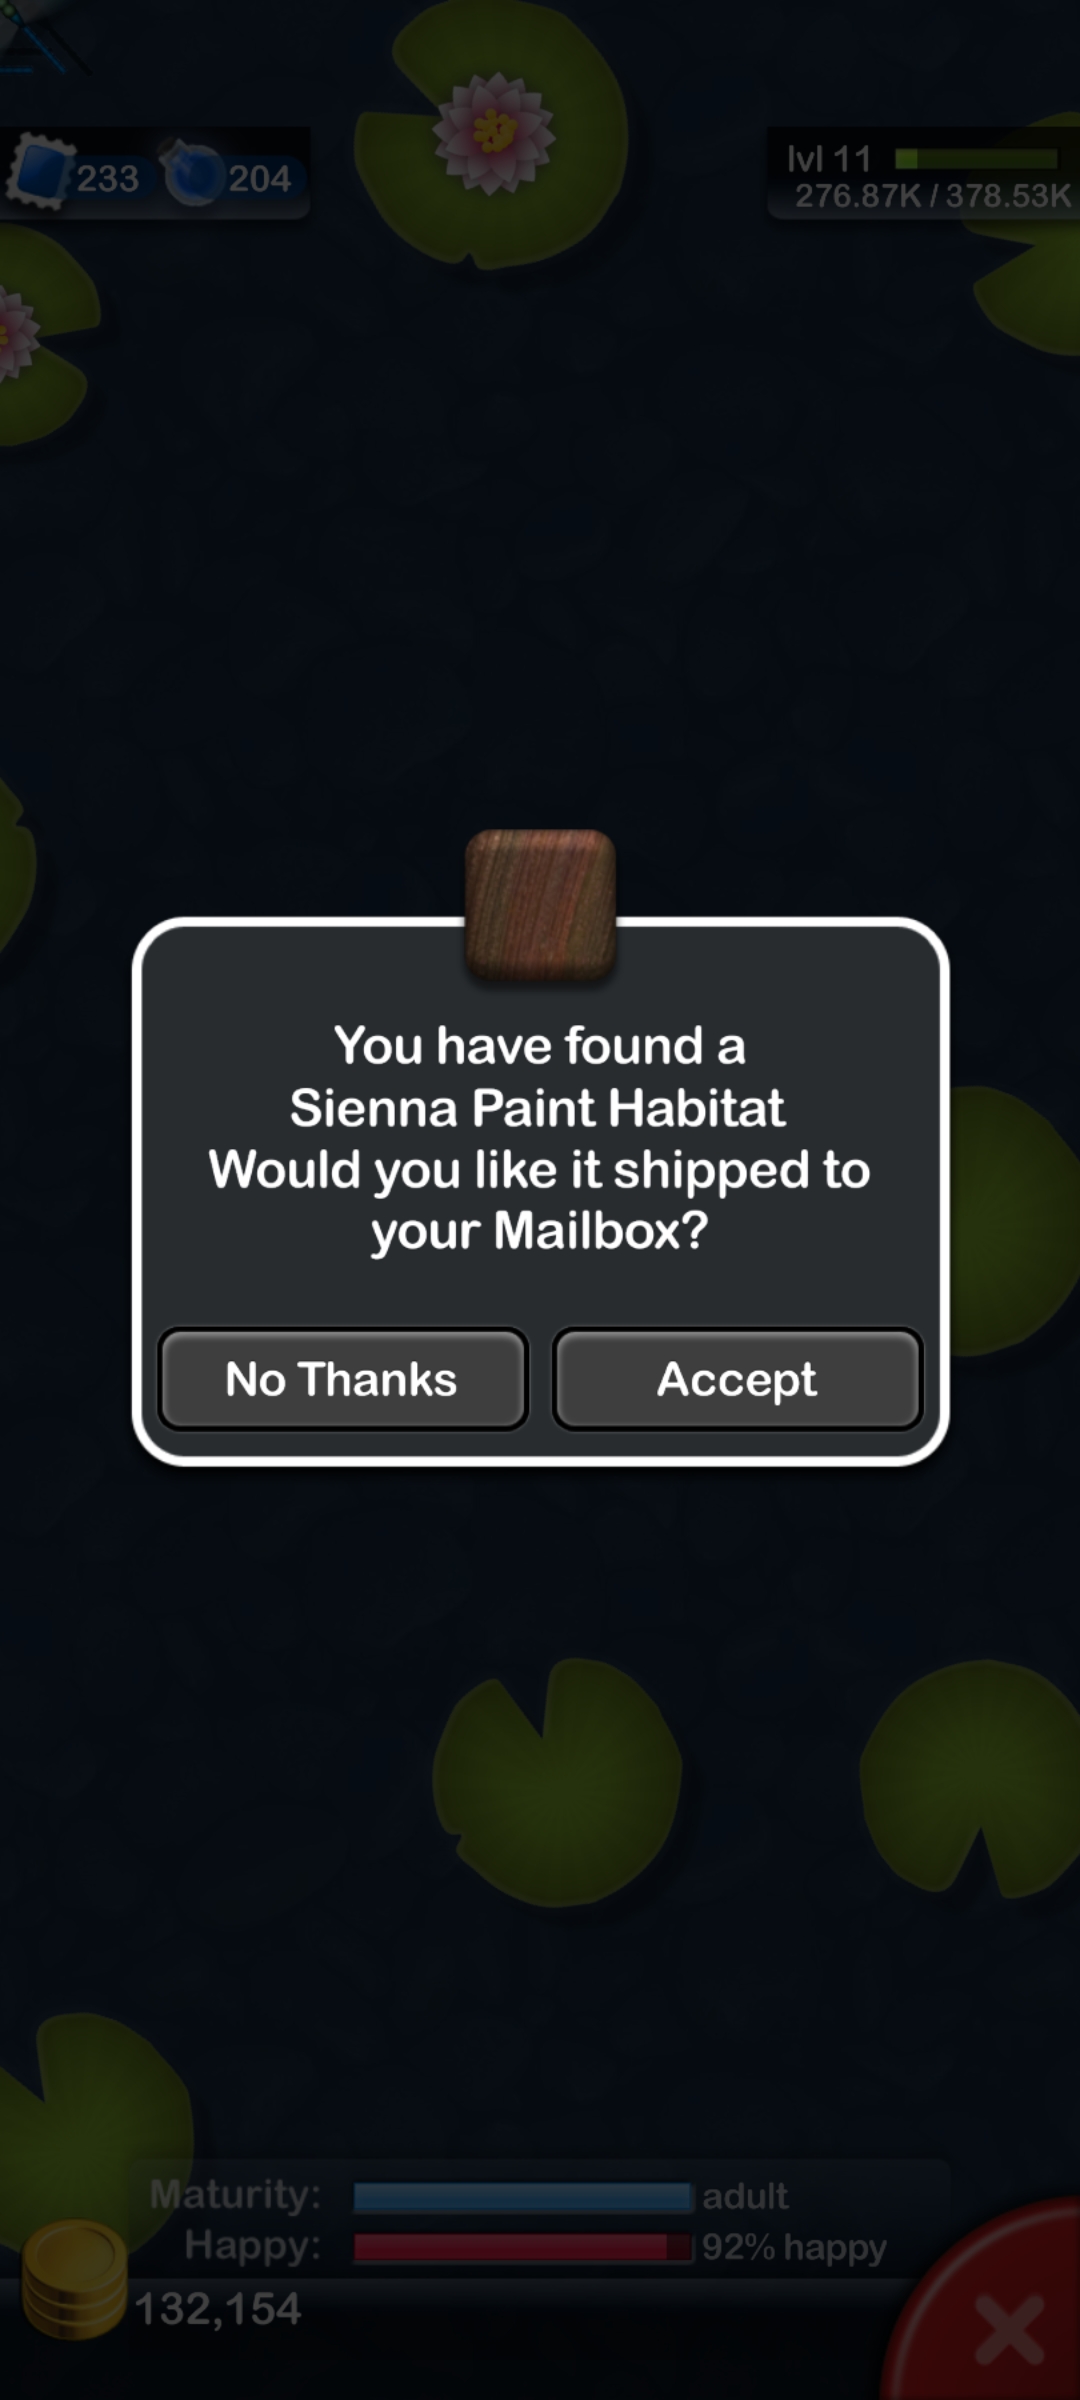 233 204
lvl 11
276.87K / 378.53K
You have found a
Sienna Paint Habitat
Would you like it shipped to
your Mailbox?
No Thanks Accept
Maturity: adult
Happy: 92% happy
132,154